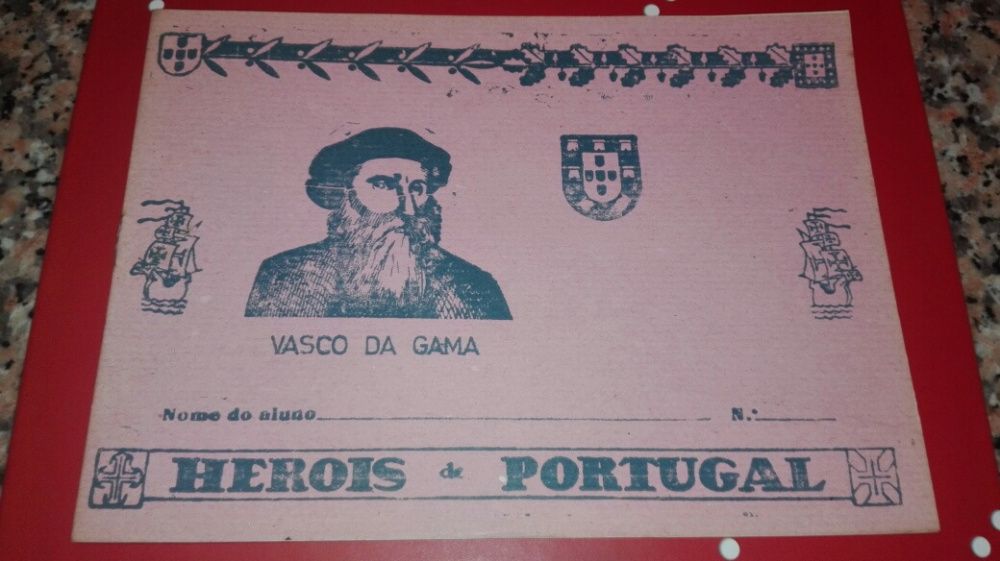 VASCO DA GAMA
Nome do aluno
N.º
HEROIS de PORTUGAL